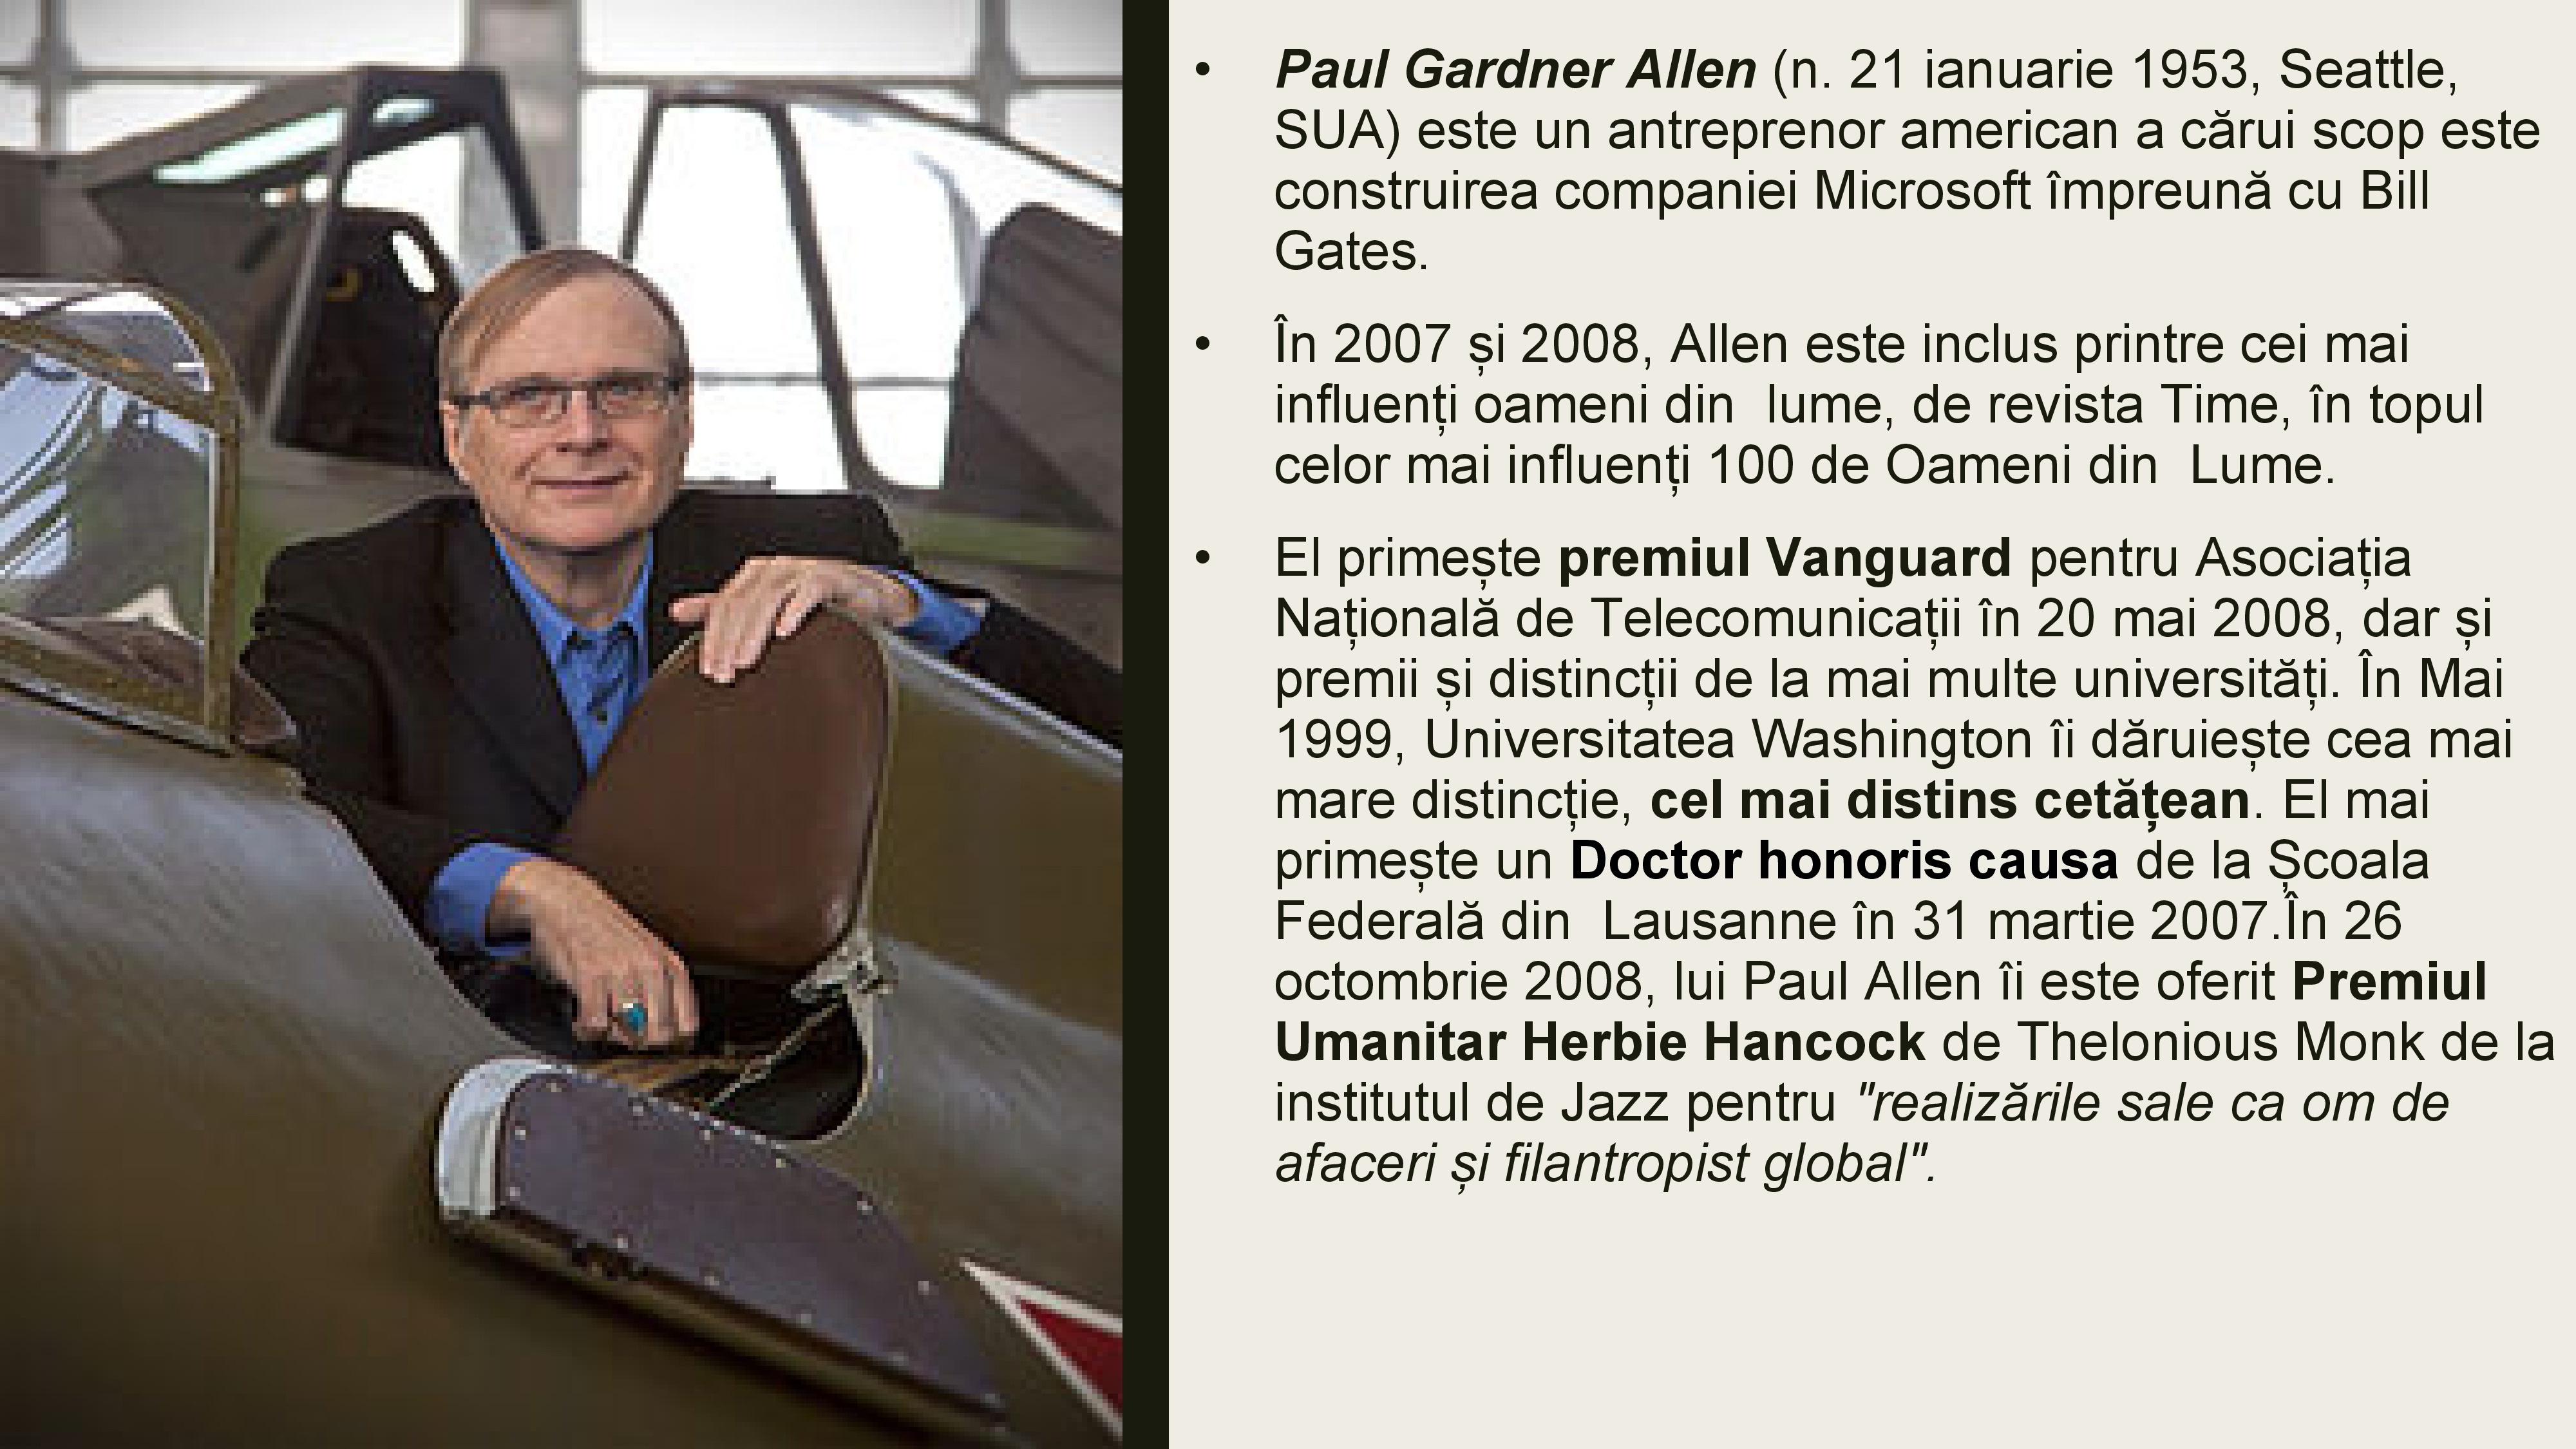 • Paul Gardner Allen (n. 21 ianuarie 1953, Seattle,
SUA) este un antreprenor american a cărui scop este
construirea companiei Microsoft împreună cu Bill
Gates.
• În 2007 și 2008, Allen este inclus printre cei mai
influenți oameni din  lume, de revista Time, în topul
celor mai influenți 100 de Oameni din  Lume.
• El primește premiul Vanguard pentru Asociația
Națională de Telecomunicații în 20 mai 2008, dar și
premii și distincții de la mai multe universități. În Mai
1999, Universitatea Washington îi dăruiește cea mai
mare distincție, cel mai distins cetățean. El mai
primește un Doctor honoris causa de la Școala
Federală din  Lausanne în 31 martie 2007.În 26
octombrie 2008, lui Paul Allen îi este oferit Premiul
Umanitar Herbie Hancock de Thelonious Monk de la
institutul de Jazz pentru "realizările sale ca om de
afaceri și filantropist global".